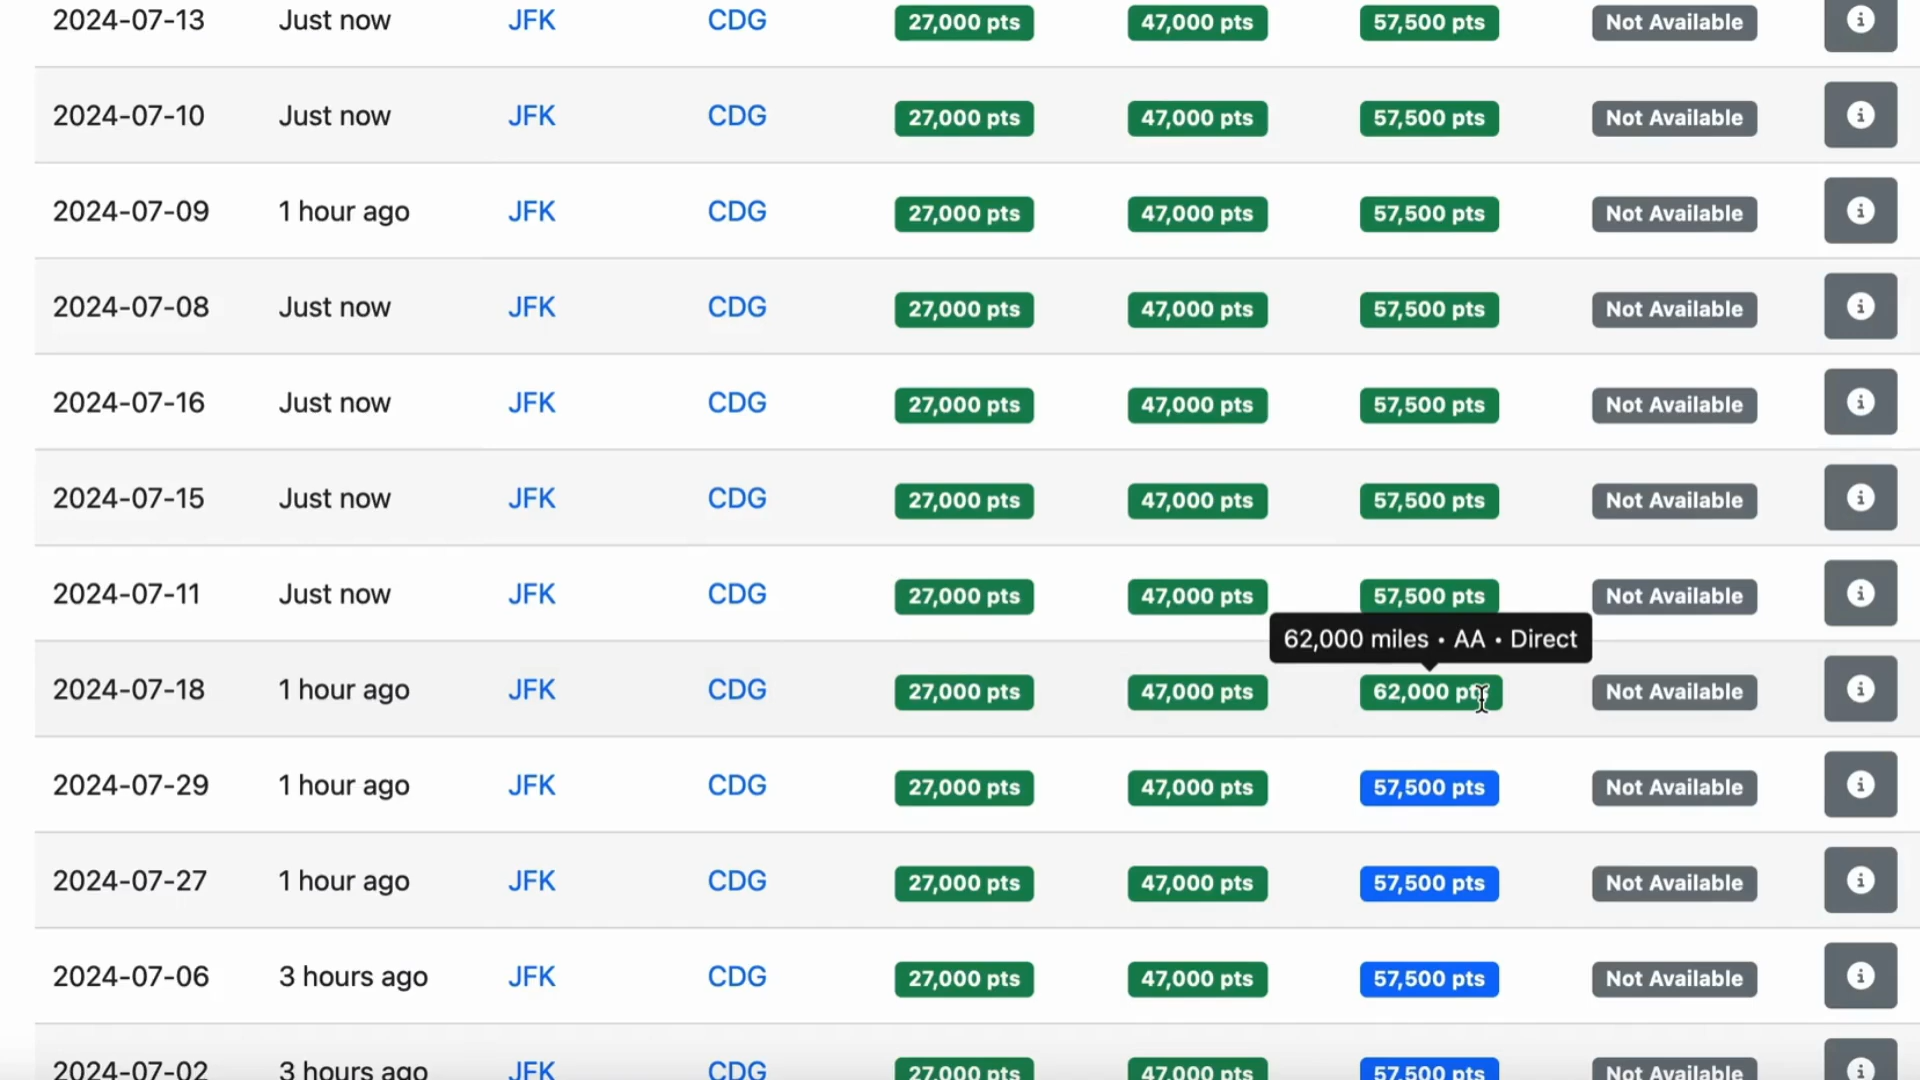 2024-07-13 Just now JFK CDG 27,000 pts 47,000 pts 57,500 pts Not Available
2024-07-10 Just now JFK CDG 27,000 pts 47,000 pts 57,500 pts Not Available
2024-07-09 1 hour ago JFK CDG 27,000 pts 47,000 pts 57,500 pts Not Available
2024-07-08 Just now JFK CDG 27,000 pts 47,000 pts 57,500 pts Not Available
2024-07-16 Just now JFK CDG 27,000 pts 47,000 pts 57,500 pts Not Available
2024-07-15 Just now JFK CDG 27,000 pts 47,000 pts 57,500 pts Not Available
2024-07-11 Just now JFK CDG 27,000 pts 47,000 pts 57,500 pts Not Available
62,000 miles • AA • Direct
2024-07-18 1 hour ago JFK CDG 27,000 pts 47,000 pts 62,000 pts Not Available
2024-07-29 1 hour ago JFK CDG 27,000 pts 47,000 pts 57,500 pts Not Available
2024-07-27 1 hour ago JFK CDG 27,000 pts 47,000 pts 57,500 pts Not Available
2024-07-06 3 hours ago JFK CDG 27,000 pts 47,000 pts 57,500 pts Not Available
2024-07-02 3 hours ago JFK CDG 27,000 pts 47,000 pts 57,500 pts Not Available